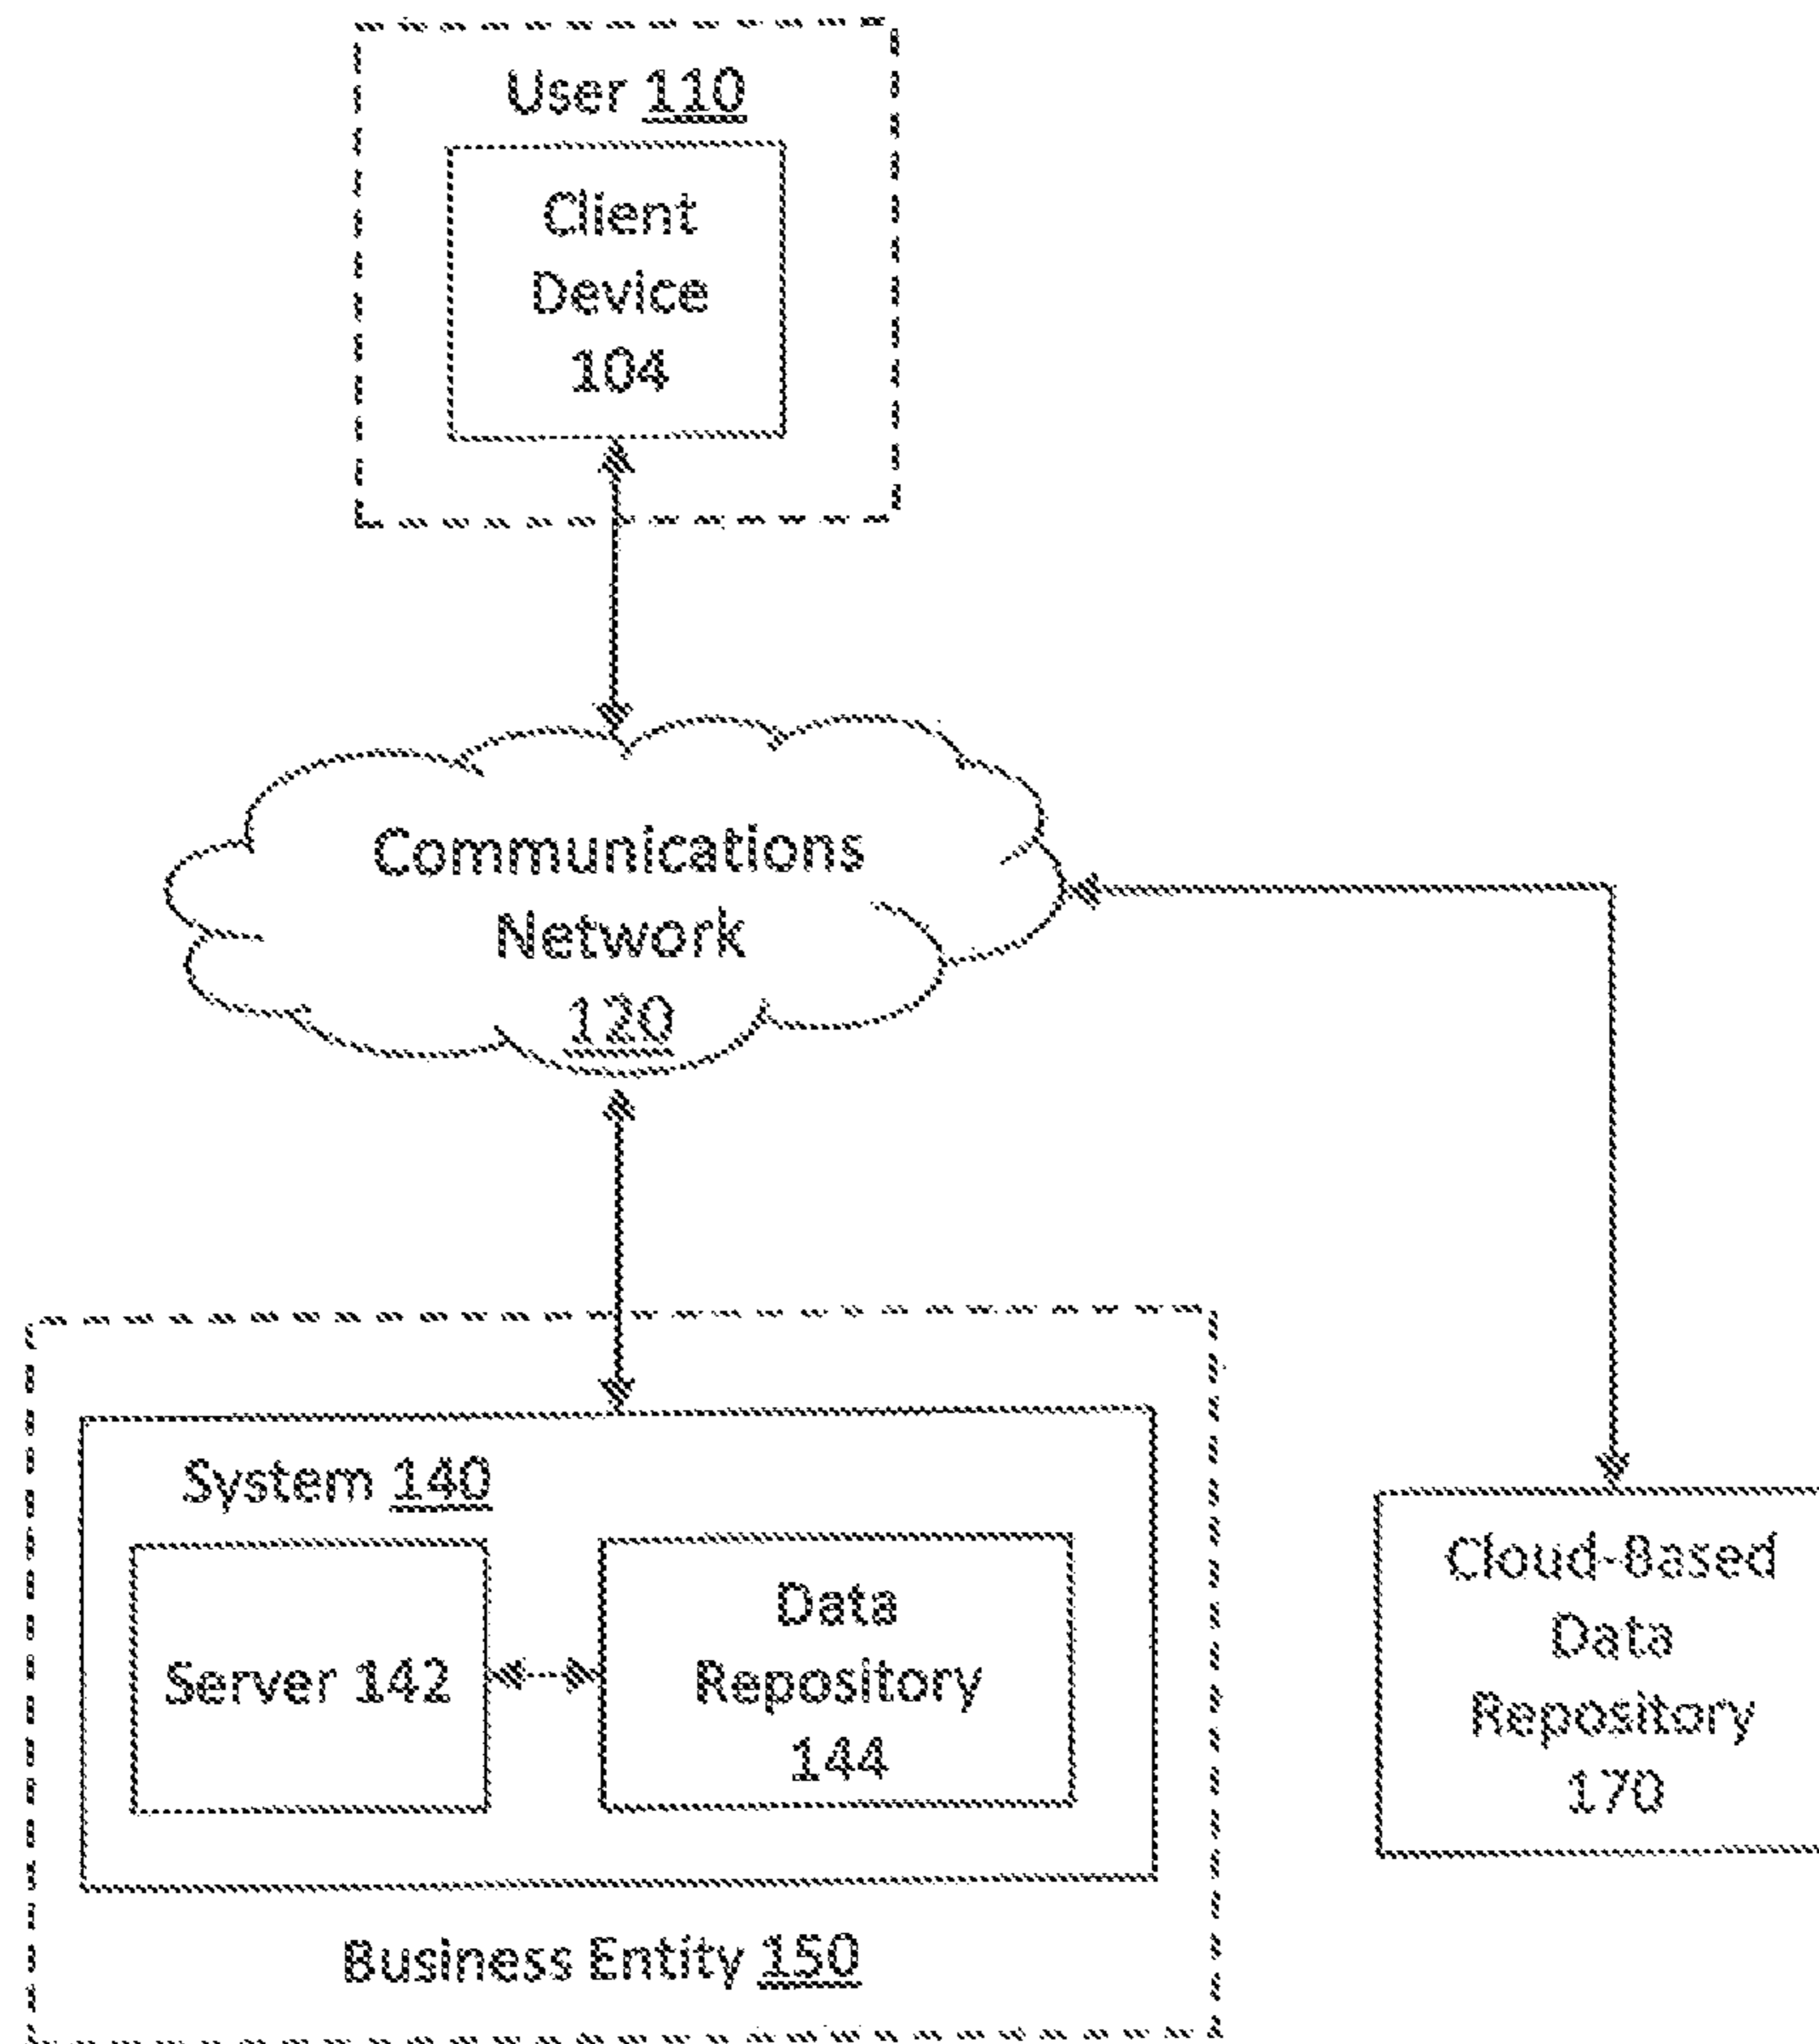 User 110
Client
Device
104
Communications
Network
120
System 140
Server 142
Data
Repository
144
Cloud-Based
Data
Repository
170
Business Entity 150